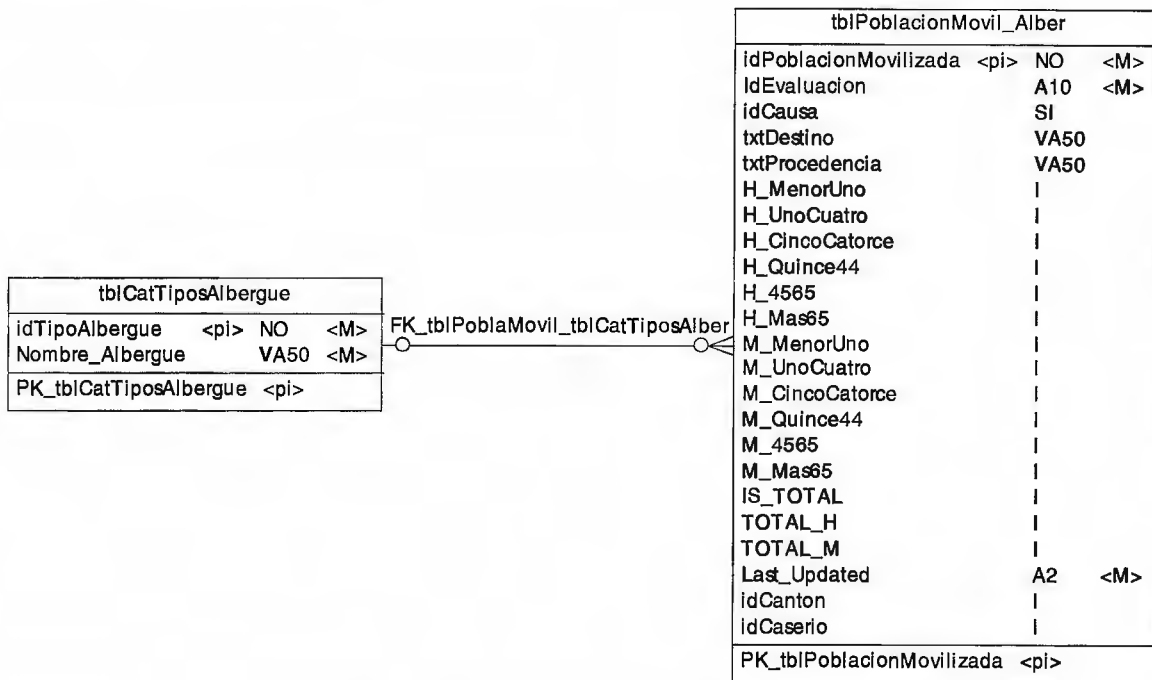 tblPoblacionMovil_Alber
idPoblacionMovilizada <pi> NO <M>
IdEvaluacion A10 <M>
idCausa SI
txtDestino VA50
txtProcedencia VA50
H_MenorUno I
H_UnoCuatro I
H_CincoCatorce I
H_Quince44 I
H_4565 I
H_Mas65 I
M_MenorUno I
M_UnoCuatro I
M_CincoCatorce I
M_Quince44 I
M_4565 I
M_Mas65 I
IS_TOTAL I
TOTAL_H I
TOTAL_M I
Last_Updated A2 <M>
idCanton I
idCaserio I
PK_tblPoblacionMovilizada <pi>
tblCatTiposAlbergue
idTipoAlbergue <pi> NO <M>
Nombre_Albergue VA50 <M>
PK_tblCatTiposAlbergue <pi>
FK_tblPoblaMovil_tblCatTiposAlber